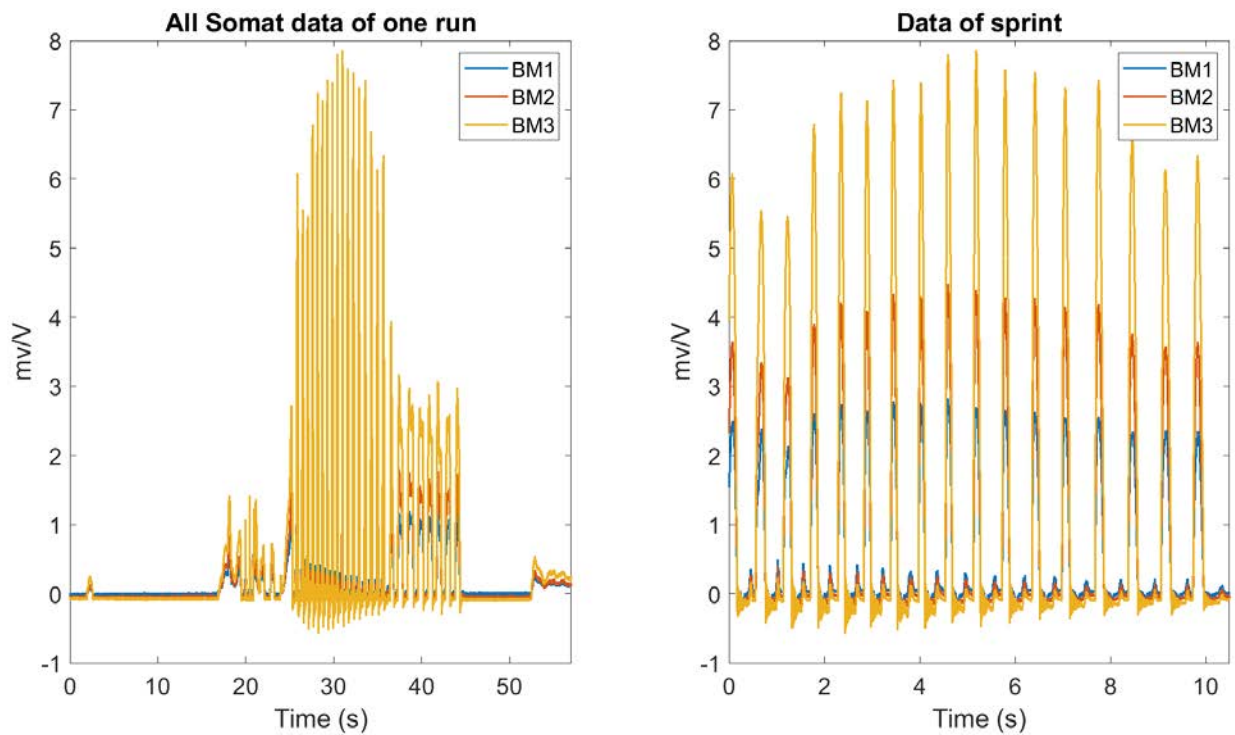 All Somat data of one run
8
7
6
5
4
3
2
1
0
-1
mv/V
BM1
BM2
BM3
0 10 20 30 40 50
Time (s)
Data of sprint
8
7
6
5
4
3
2
1
0
-1
mv/V
BM1
BM2
BM3
0 2 4 6 8 10
Time (s)